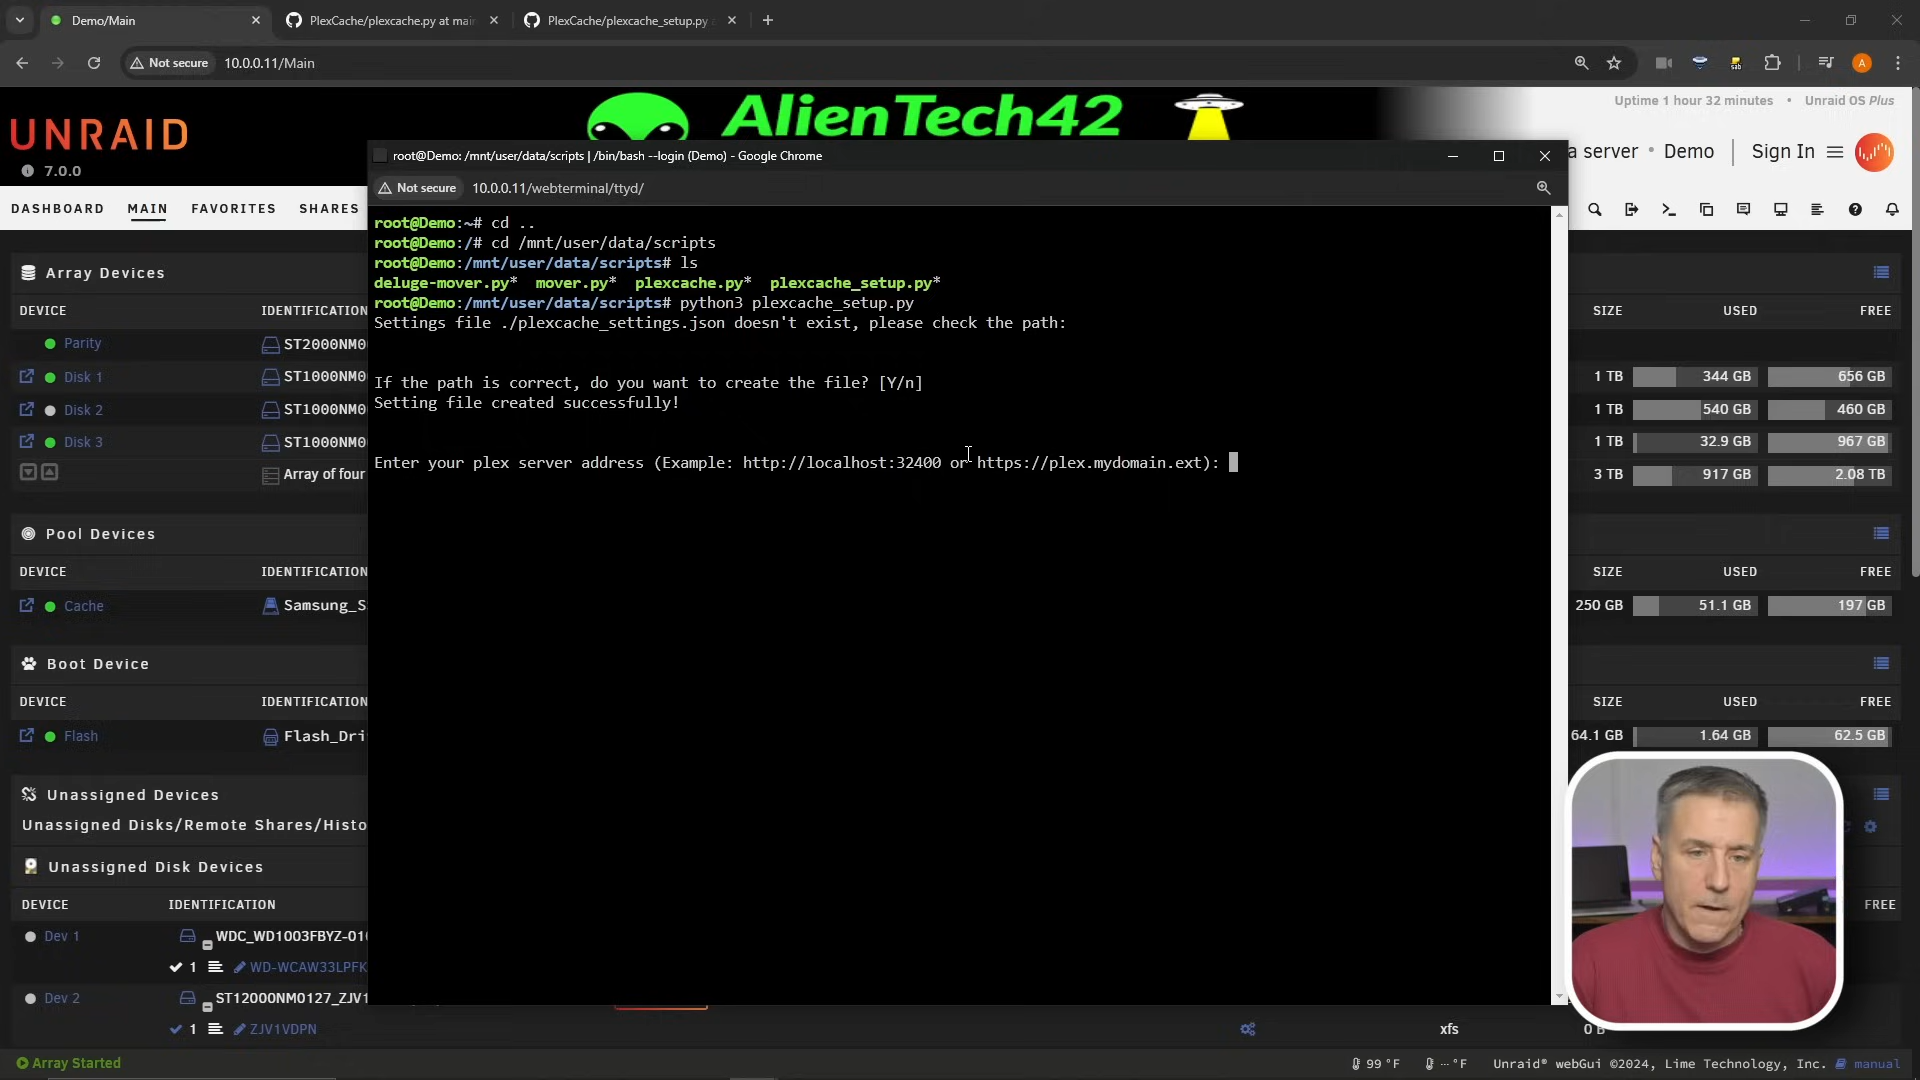 Demo/Main
PlexCache/plexcache.py at mai
PlexCache/plexcache_setup.py
Not secure
10.0.0.11/Main
A
UNRAID
7.0.0
AlienTech42
Uptime 1 hour 32 minutes • Unraid OS Plus
server • Demo
Sign In
DASHBOARD MAIN FAVORITES SHARES
root@Demo: /mnt/user/data/scripts | /bin/bash --login (Demo) - Google Chrome
Not secure
10.0.0.11/webterminal/ttyd/
root@Demo:~# cd ..
root@Demo:/# cd /mnt/user/data/scripts
root@Demo:/mnt/user/data/scripts# ls
deluge-mover.py* mover.py* plexcache.py* plexcache_setup.py*
root@Demo:/mnt/user/data/scripts# python3 plexcache_setup.py
Settings file ./plexcache_settings.json doesn't exist, please check the path:
If the path is correct, do you want to create the file? [Y/n]
Setting file created successfully!
Enter your plex server address (Example: http://localhost:32400 or https://plex.mydomain.ext):
Array Devices
DEVICE IDENTIFICATION SIZE USED FREE
Parity ST2000NM0
Disk 1 ST1000NM0 1 TB 344 GB 656 GB
Disk 2 ST1000NM0 1 TB 540 GB 460 GB
Disk 3 ST1000NM0 1 TB 32.9 GB 967 GB
Array of four 3 TB 917 GB 2.08 TB
Pool Devices
DEVICE IDENTIFICATION SIZE USED FREE
Cache Samsung_S 250 GB 51.1 GB 197 GB
Boot Device
DEVICE IDENTIFICATION SIZE USED FREE
Flash Flash_Dri 64.1 GB 1.64 GB 62.5 GB
Unassigned Devices
Unassigned Disks/Remote Shares/Histo
Unassigned Disk Devices
DEVICE IDENTIFICATION FREE
Dev 1 WDC_WD1003FBYZ-01
1 WD-WCAW33LPFK
Dev 2 ST12000NM0127_ZJV1
1 ZJV1VDPN xfs 0 B
Array Started
99 °F -- °F Unraid® webGui ©2024, Lime Technology, Inc. manual